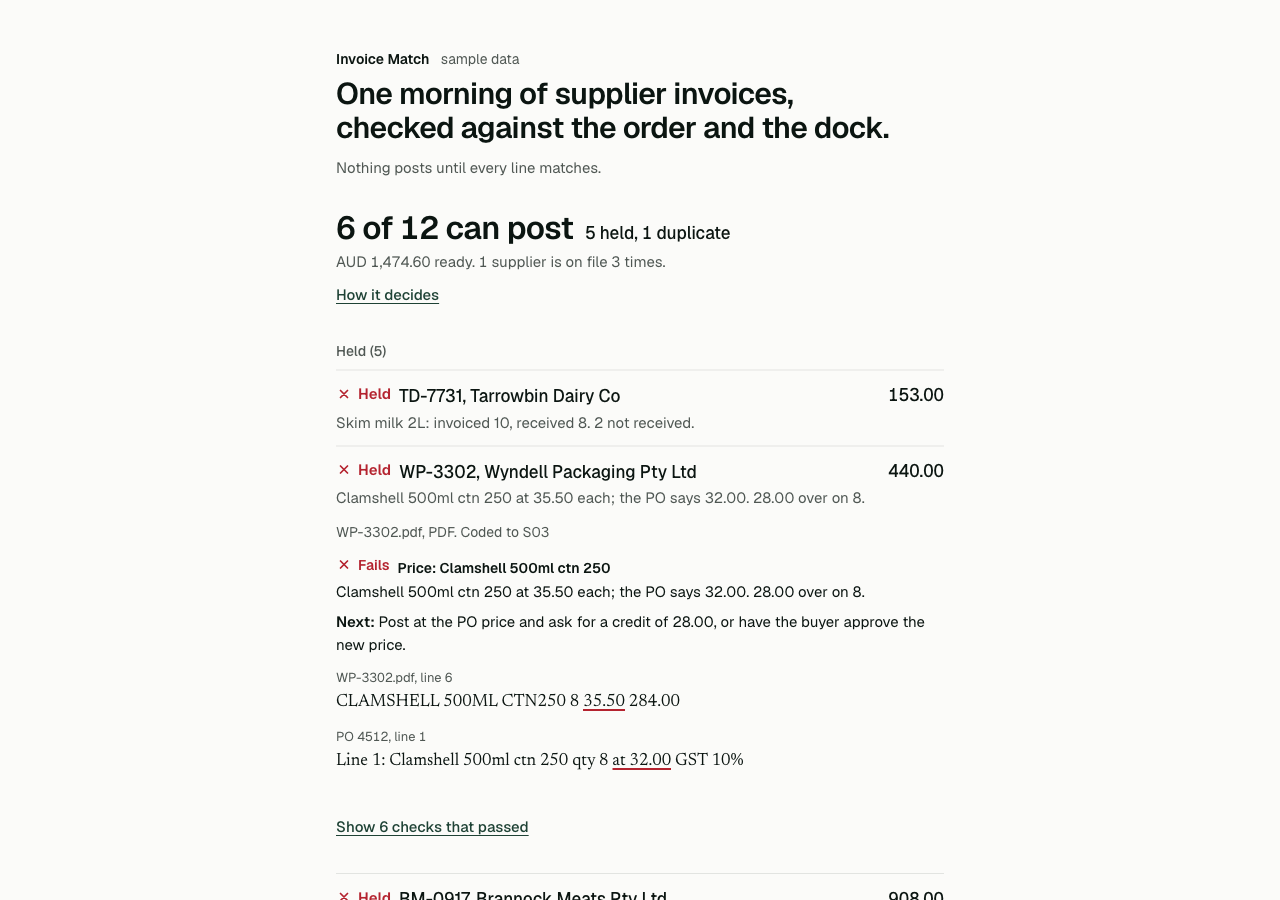 Invoice Match sample data
One morning of supplier invoices,
checked against the order and the dock.
Nothing posts until every line matches.
6 of 12 can post 5 held, 1 duplicate
AUD 1,474.60 ready. 1 supplier is on file 3 times.
How it decides
Held (5)
× Held TD-7731, Tarrowbin Dairy Co 153.00
Skim milk 2L: invoiced 10, received 8. 2 not received.
× Held WP-3302, Wyndell Packaging Pty Ltd 440.00
Clamshell 500ml ctn 250 at 35.50 each; the PO says 32.00. 28.00 over on 8.
WP-3302.pdf, PDF. Coded to S03
× Fails Price: Clamshell 500ml ctn 250
Clamshell 500ml ctn 250 at 35.50 each; the PO says 32.00. 28.00 over on 8.
Next: Post at the PO price and ask for a credit of 28.00, or have the buyer approve the
new price.
WP-3302.pdf, line 6
CLAMSHELL 500ML CTN250 8 35.50 284.00
PO 4512, line 1
Line 1: Clamshell 500ml ctn 250 qty 8 at 32.00 GST 10%
Show 6 checks that passed
× Held BM-0917, Brannock Meats Pty Ltd 908.00